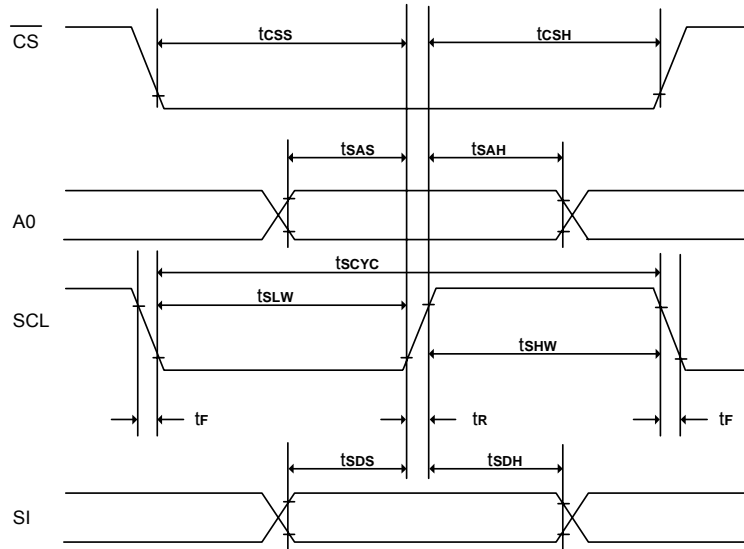 CS
tCSS
tCSH
tSAS
tSAH
A0
tSCYC
tSLW
SCL
tSHW
tF
tR
tF
tSDS
tSDH
SI